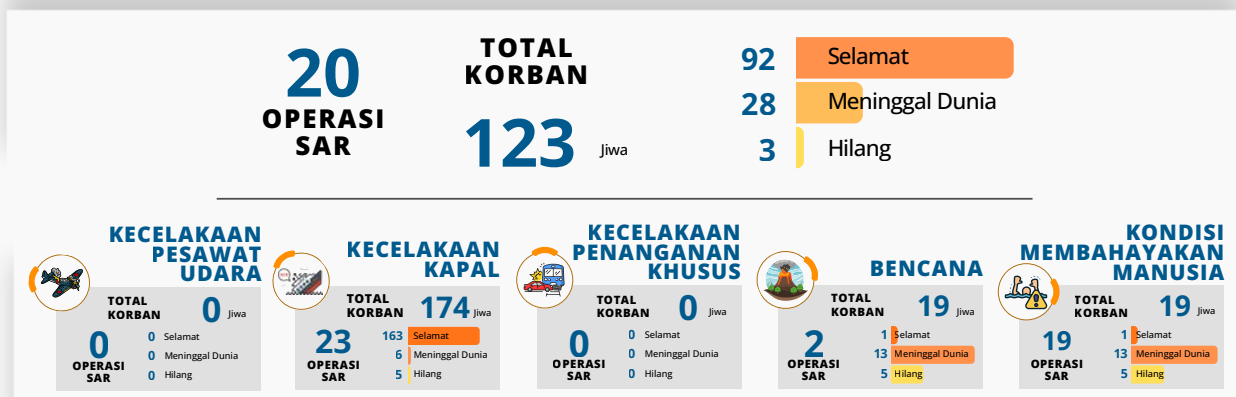 20
OPERASI
SAR
TOTAL
KORBAN
123 Jiwa
92 Selamat
28 Meninggal Dunia
3 Hilang
KECELAKAAN
PESAWAT
UDARA
TOTAL
KORBAN
0 Jiwa
0
OPERASI
SAR
0 Selamat
0 Meninggal Dunia
0 Hilang
KECELAKAAN
KAPAL
TOTAL
KORBAN
174 Jiwa
23
OPERASI
SAR
163 Selamat
6 Meninggal Dunia
5 Hilang
KECELAKAAN
PENANGANAN
KHUSUS
TOTAL
KORBAN
0 Jiwa
0
OPERASI
SAR
0 Selamat
0 Meninggal Dunia
0 Hilang
BENCANA
TOTAL
KORBAN
19 Jiwa
2
OPERASI
SAR
1 Selamat
13 Meninggal Dunia
5 Hilang
KONDISI
MEMBAHAYAKAN
MANUSIA
TOTAL
KORBAN
19 Jiwa
19
OPERASI
SAR
1 Selamat
13 Meninggal Dunia
5 Hilang